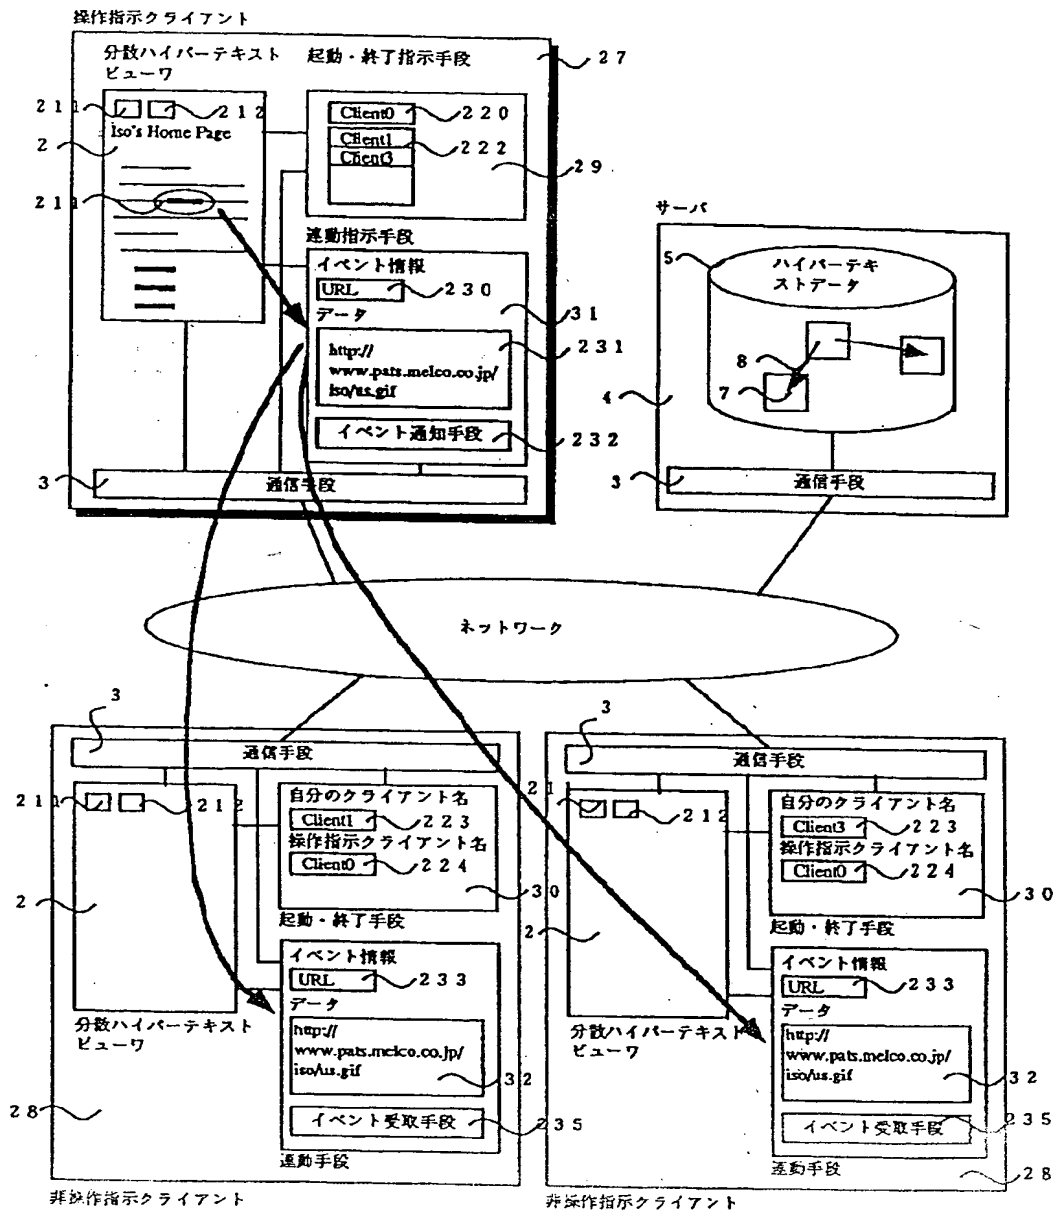 操作指示クライアント
分散ハイパーテキスト
ビューワ
起動・終了指示手段
27
211
212
Iso's Home Page
2
211
Client0
220
Client1
222
Client3
29
連動指示手段
イベント情報
URL
230
データ
31
http://
www.pats.melco.co.jp/
iso/us.gif
231
イベント通知手段
232
3
通信手段
サーバ
5
ハイパーテキ
ストデータ
8
7
4
3
通信手段
ネットワーク
3
通信手段
211
212
自分のクライアント名
Client1
223
操作指示クライアント名
Client0
224
2
30
起動・終了手段
イベント情報
URL
233
データ
分散ハイパーテキスト
ビューワ
http://
www.pats.melco.co.jp/
iso/us.gif
32
28
イベント受取手段
235
連動手段
非操作指示クライアント
3
通信手段
211
212
自分のクライアント名
Client3
223
操作指示クライアント名
Client0
224
30
2
起動・終了手段
イベント情報
URL
233
データ
分散ハイパーテキスト
ビューワ
http://
www.pats.melco.co.jp/
iso/us.gif
32
イベント受取手段
235
連動手段
28
非操作指示クライアント